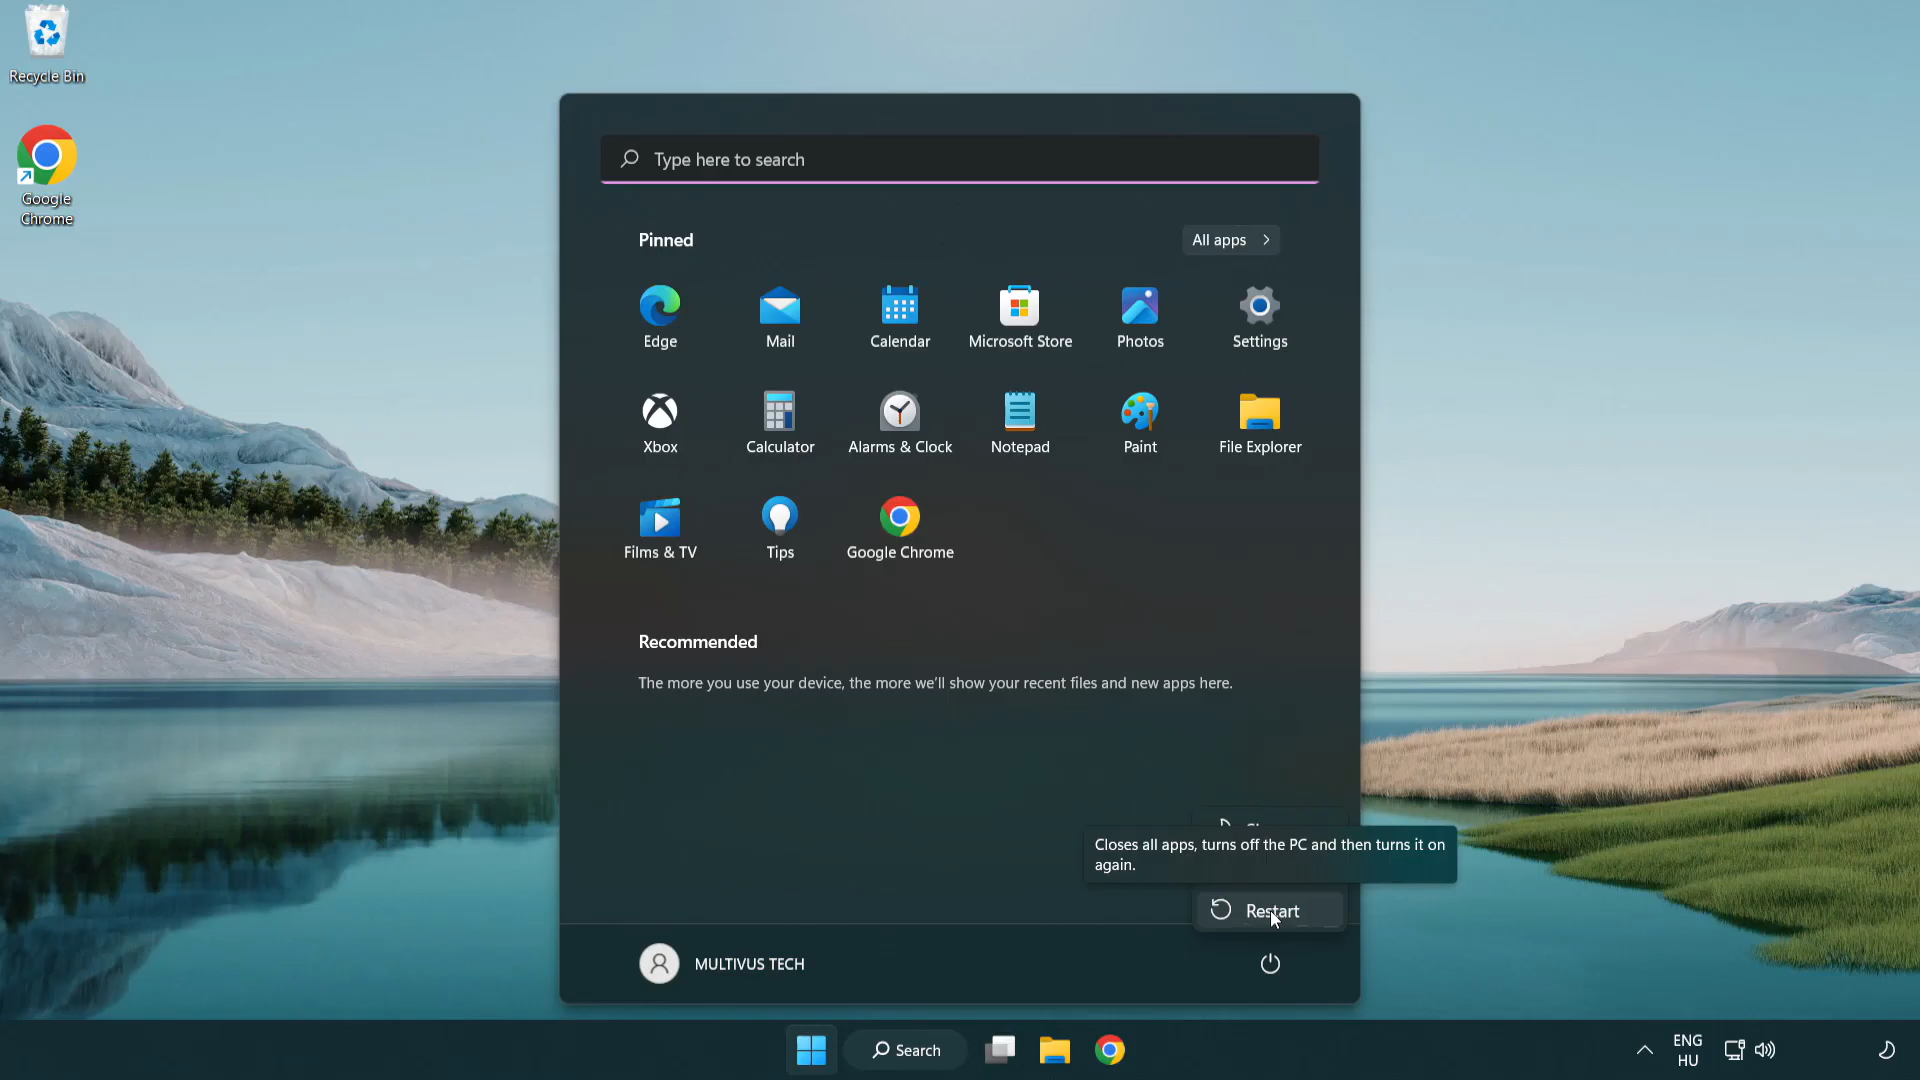 Recycle Bin
Google
Chrome
Type here to search
Pinned
All apps
Edge
Mail
Calendar
Microsoft Store
Photos
Settings
Xbox
Calculator
Alarms & Clock
Notepad
Paint
File Explorer
Films & TV
Tips
Google Chrome
Recommended
The more you use your device, the more we'll show your recent files and new apps here.
Closes all apps, turns off the PC and then turns it on
again.
Restart
MULTIVUS TECH
Search
ENG
HU